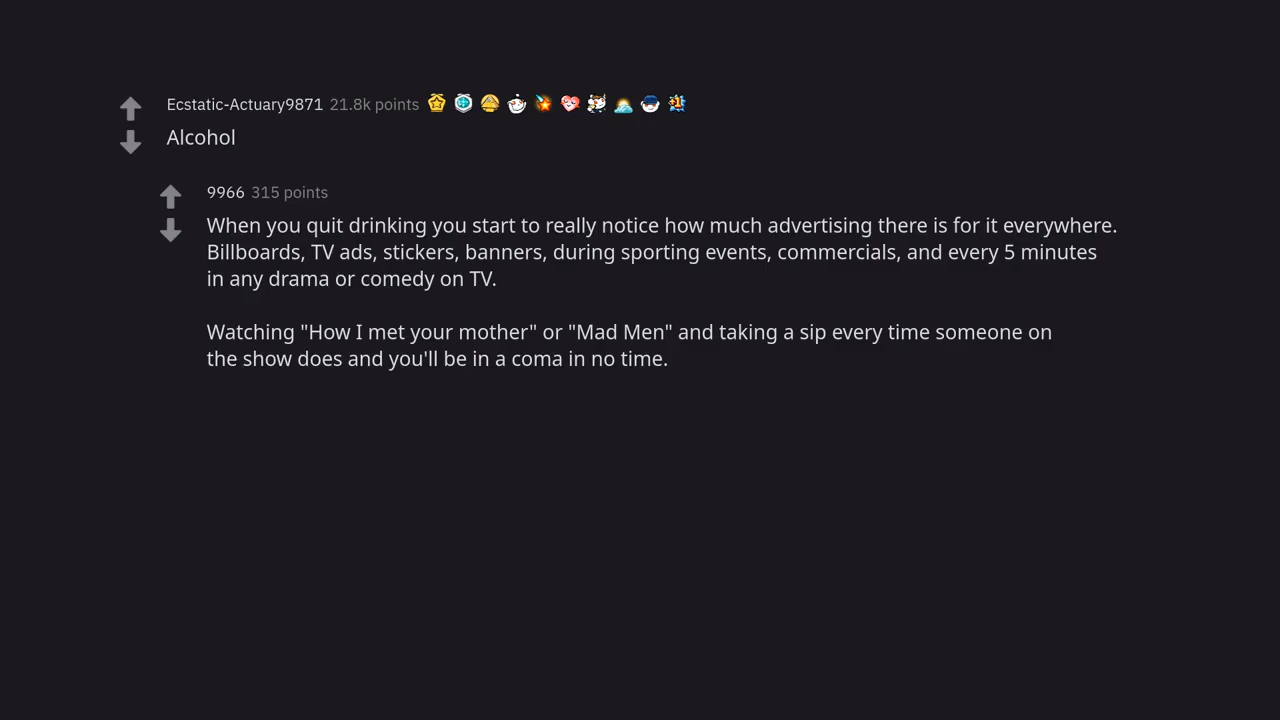 Ecstatic-Actuary9871 21.8k points
Alcohol
9966 315 points
When you quit drinking you start to really notice how much advertising there is for it everywhere.
Billboards, TV ads, stickers, banners, during sporting events, commercials, and every 5 minutes
in any drama or comedy on TV.
Watching "How I met your mother" or "Mad Men" and taking a sip every time someone on
the show does and you'll be in a coma in no time.